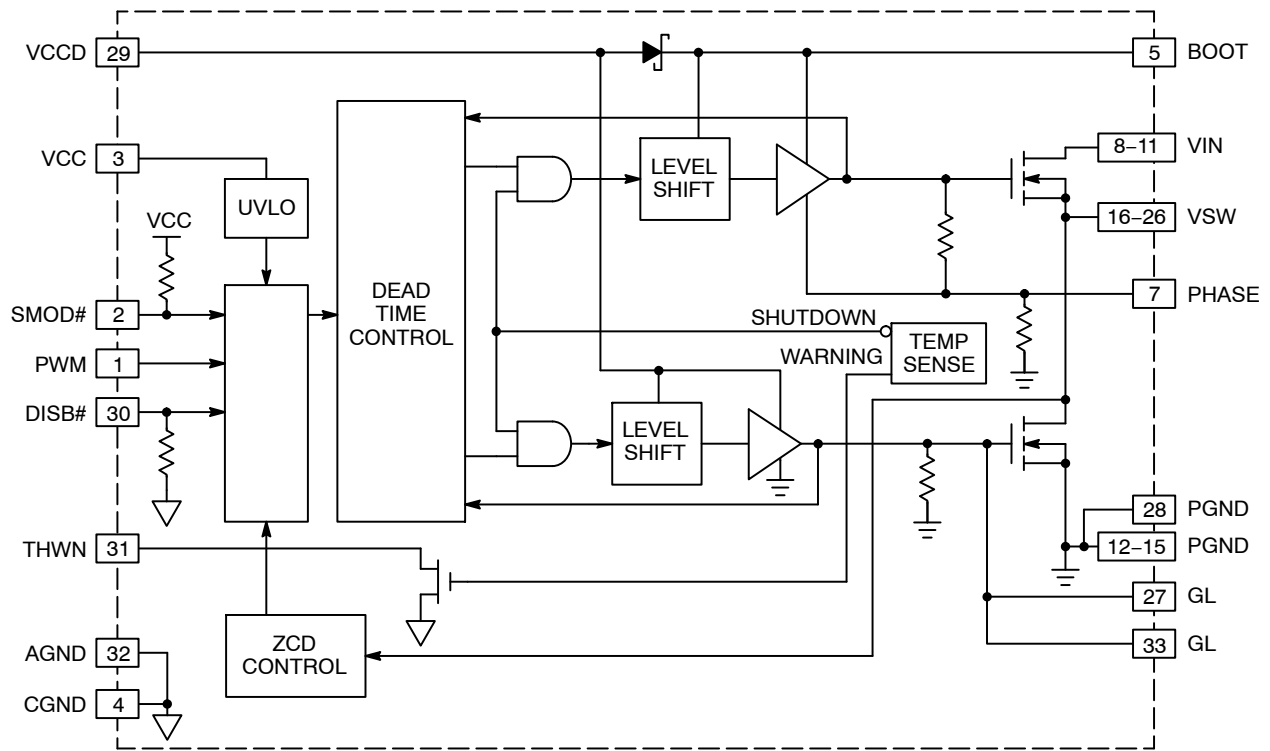 VCCD 29
5 BOOT
VCC 3
8–11 VIN
LEVEL
SHIFT
UVLO
VCC
16–26 VSW
DEAD
TIME
CONTROL
7 PHASE
SMOD# 2
SHUTDOWN
TEMP
SENSE
WARNING
PWM 1
DISB# 30
LEVEL
SHIFT
28 PGND
THWN 31
12–15 PGND
27 GL
ZCD
CONTROL
33 GL
AGND 32
CGND 4